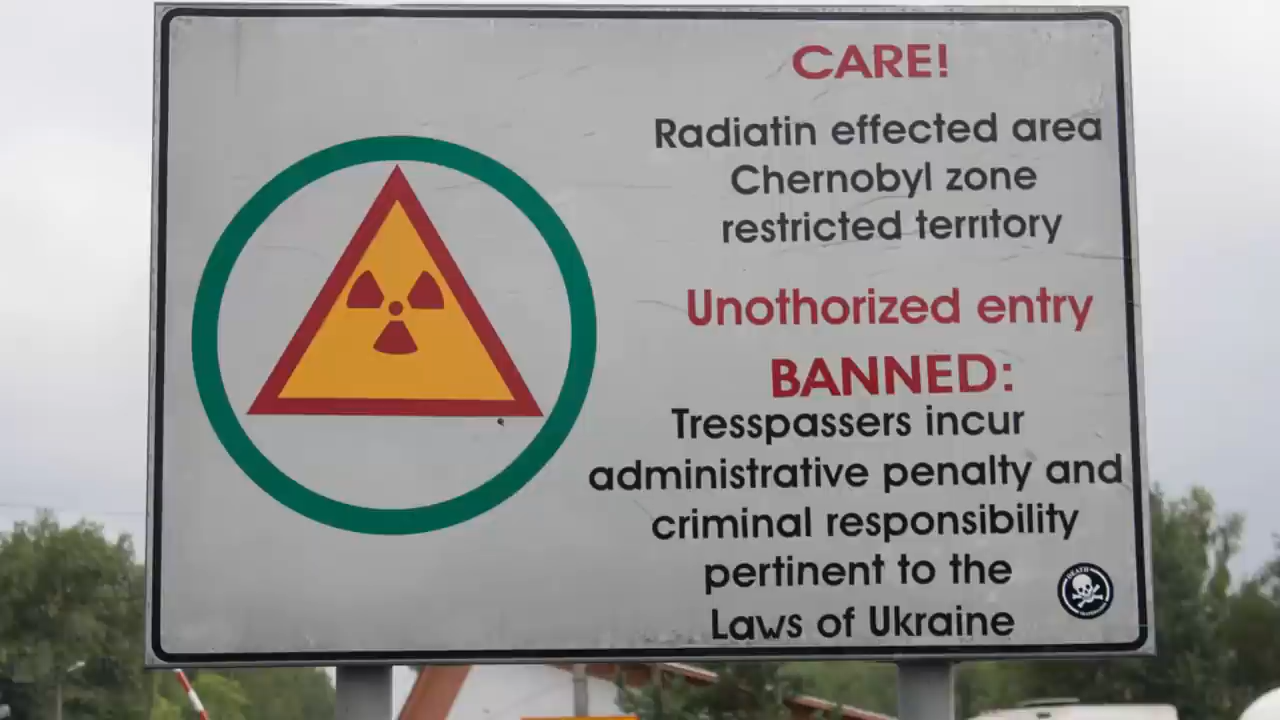 CARE!
Radiatin effected area
Chernobyl zone
restricted territory
Unothorized entry
BANNED:
Tresspassers incur
administrative penalty and
criminal responsibility
pertinent to the
Laws of Ukraine
DEATH